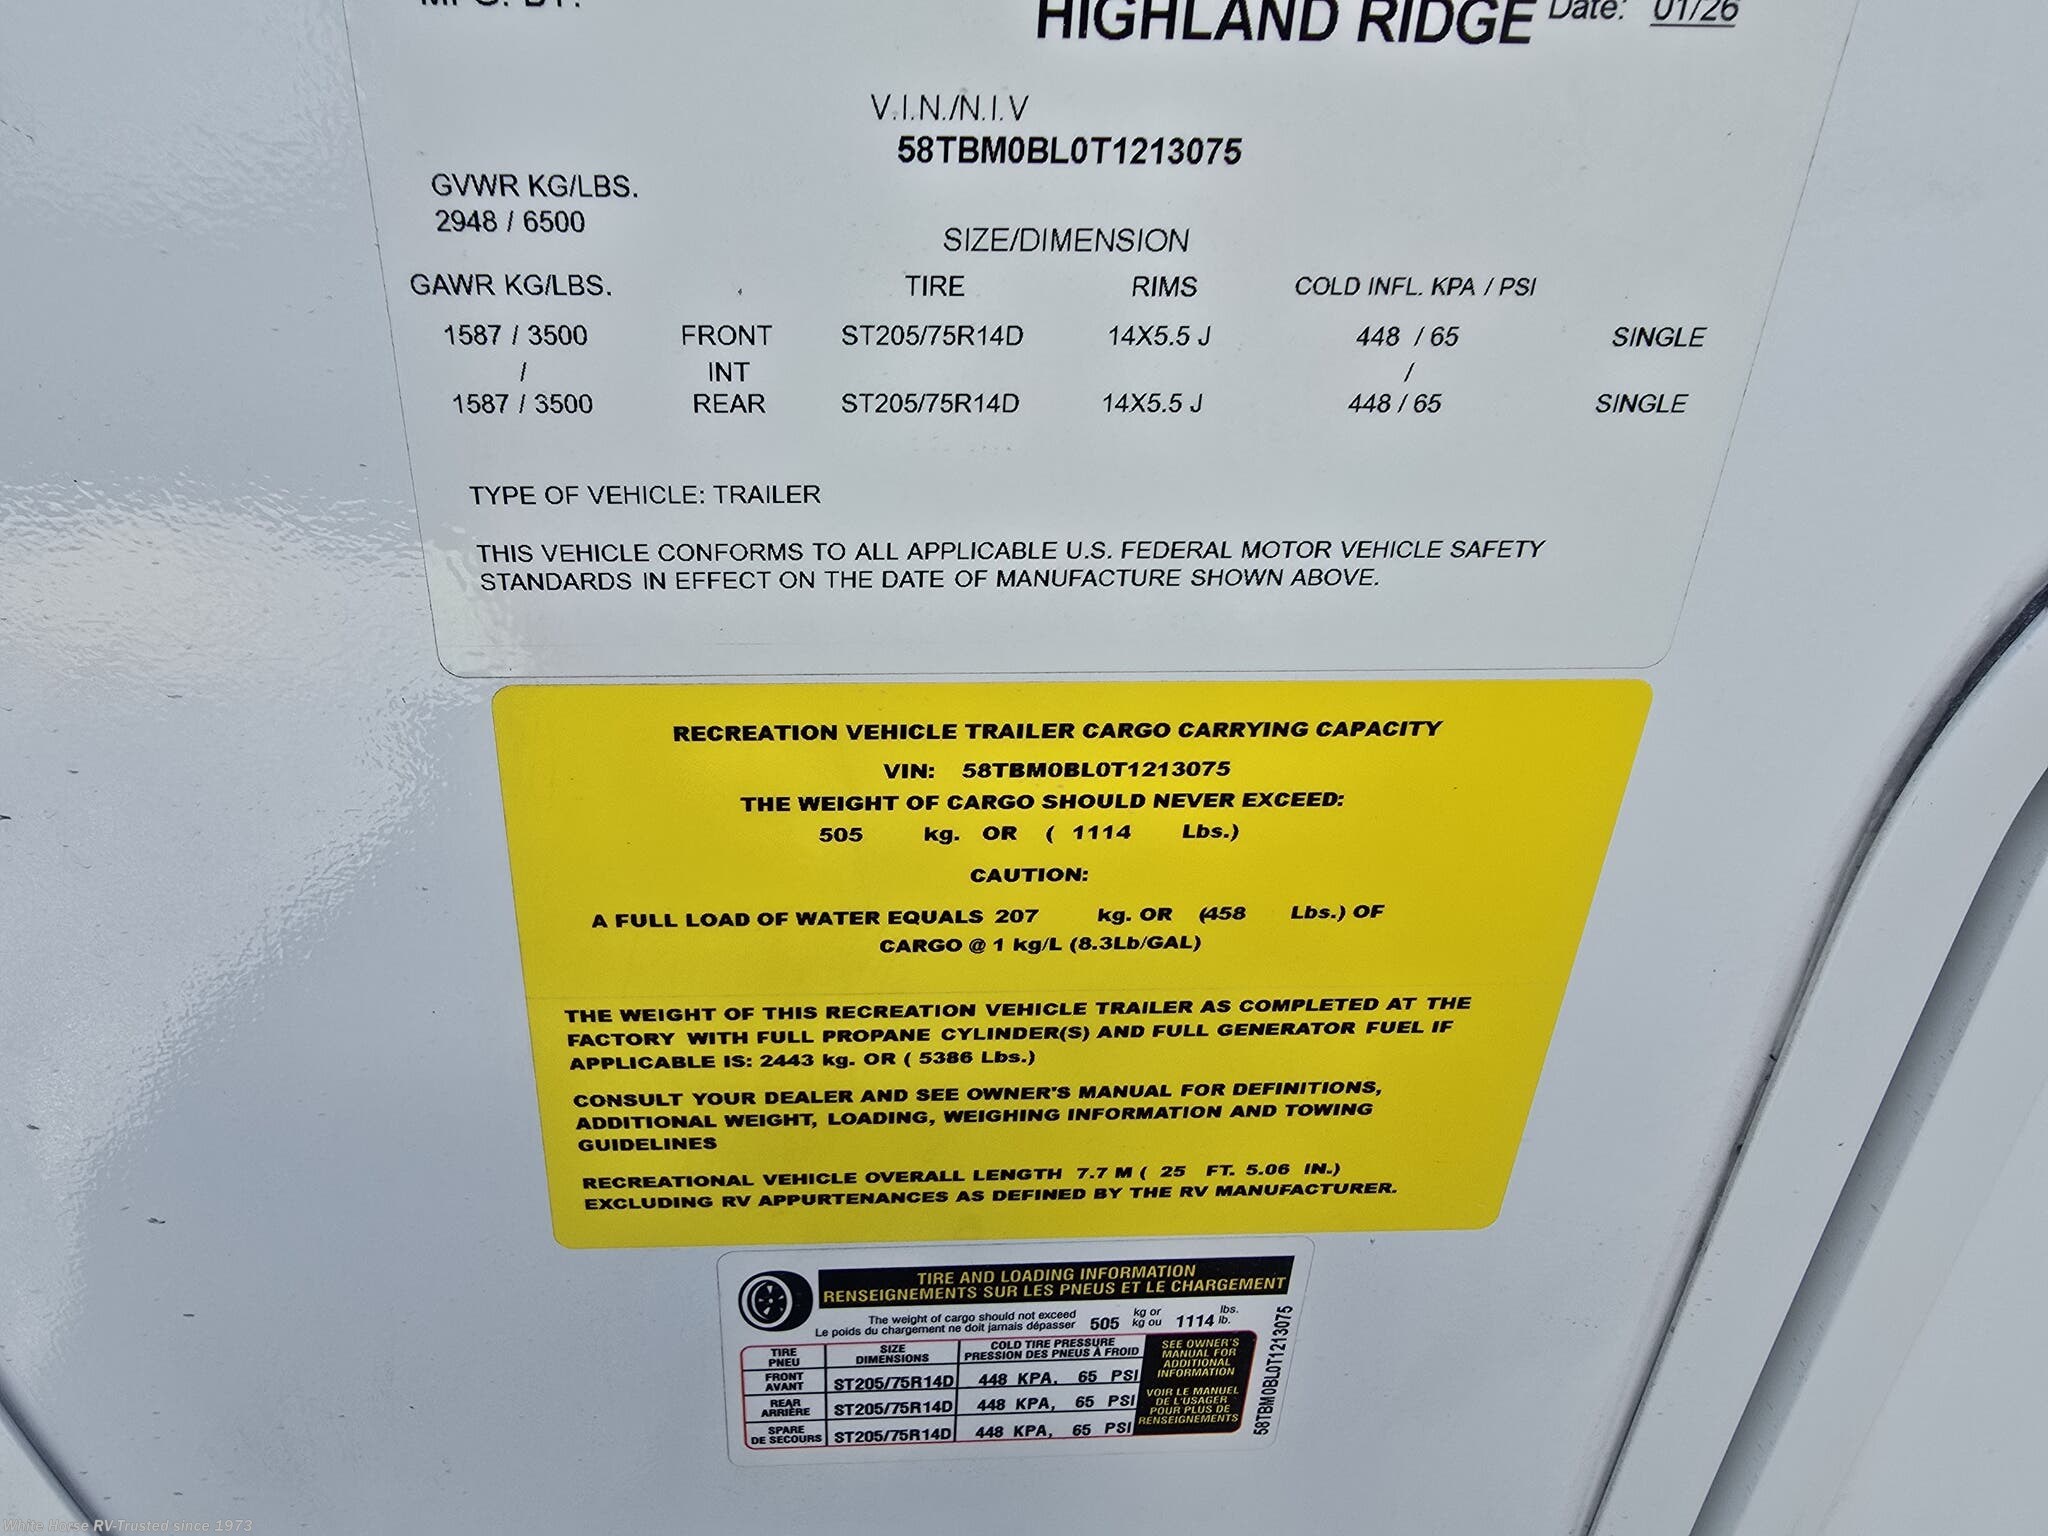 MFG. BY:
HIGHLAND RIDGE Date: 01/26
V.I.N./N.I.V
58TBM0BL0T1213075
GVWR KG/LBS.
2948 / 6500
SIZE/DIMENSION
GAWR KG/LBS. TIRE RIMS COLD INFL. KPA / PSI
1587 / 3500 FRONT ST205/75R14D 14X5.5 J 448 / 65 SINGLE
/ INT /
1587 / 3500 REAR ST205/75R14D 14X5.5 J 448 / 65 SINGLE
TYPE OF VEHICLE: TRAILER
THIS VEHICLE CONFORMS TO ALL APPLICABLE U.S. FEDERAL MOTOR VEHICLE SAFETY
STANDARDS IN EFFECT ON THE DATE OF MANUFACTURE SHOWN ABOVE.
RECREATION VEHICLE TRAILER CARGO CARRYING CAPACITY
VIN: 58TBM0BL0T1213075
THE WEIGHT OF CARGO SHOULD NEVER EXCEED:
505 kg. OR ( 1114 Lbs.)
CAUTION:
A FULL LOAD OF WATER EQUALS 207 kg. OR (458 Lbs.) OF
CARGO @ 1 kg/L (8.3Lb/GAL)
THE WEIGHT OF THIS RECREATION VEHICLE TRAILER AS COMPLETED AT THE
FACTORY WITH FULL PROPANE CYLINDER(S) AND FULL GENERATOR FUEL IF
APPLICABLE IS: 2443 kg. OR ( 5386 Lbs.)
CONSULT YOUR DEALER AND SEE OWNER'S MANUAL FOR DEFINITIONS,
ADDITIONAL WEIGHT, LOADING, WEIGHING INFORMATION AND TOWING
GUIDELINES
RECREATIONAL VEHICLE OVERALL LENGTH 7.7 M ( 25 FT. 5.06 IN.)
EXCLUDING RV APPURTENANCES AS DEFINED BY THE RV MANUFACTURER.
TIRE AND LOADING INFORMATION
RENSEIGNEMENTS SUR LES PNEUS ET LE CHARGEMENT
The weight of cargo should not exceed 505 kg or 1114 lbs.
Le poids du chargement ne doit jamais dépasser kg ou lb.
TIRE SIZE COLD TIRE PRESSURE
PNEU DIMENSIONS PRESSION DES PNEUS À FROID
FRONT
AVANT ST205/75R14D 448 KPA. 65 PSI
REAR
ARRIÈRE ST205/75R14D 448 KPA, 65 PSI
SPARE
DE SECOURS ST205/75R14D 448 KPA, 65 PSI
SEE OWNER'S
MANUAL FOR
ADDITIONAL
INFORMATION
VOIR LE MANUEL
DE L'USAGER
POUR PLUS DE
RENSEIGNEMENTS
58TBM0BL0T1213075
White Horse RV-Trusted since 1973